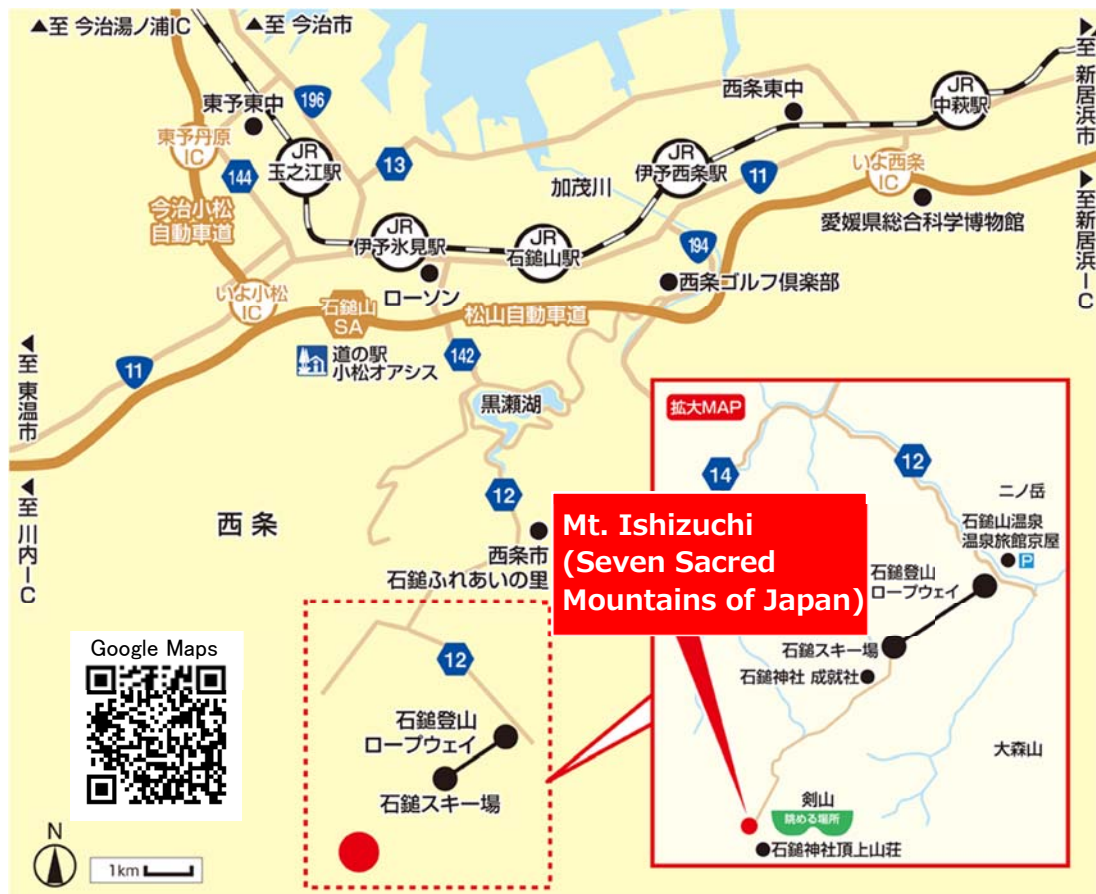 ▲至 今治湯ノ浦IC
▲至 今治市
▲至 新居浜市
東予東中
196
西条東中
JR
中萩駅
東予丹原
IC
144
JR
玉之江駅
13
加茂川
JR
伊予西条駅
11
いよ西条
IC
▲至新居浜IC
今治小松
自動車道
愛媛県総合科学博物館
JR
伊予氷見駅
JR
石鎚山駅
194
ローソン
西条ゴルフ倶楽部
いよ小松
IC
石鎚山
SA
松山自動車道
▲至 東温市
11
道の駅
小松オアシス
142
黒瀬湖
拡大MAP
▲至 川内IC
西条
12
14
12
二ノ岳
西条市
石鎚ふれあいの里
Mt. Ishizuchi
(Seven Sacred
Mountains of Japan)
石鎚山温泉
温泉旅館京屋
P
石鎚登山
ロープウェイ
Google Maps
12
石鎚スキー場
石鎚神社 成就社
石鎚登山
ロープウェイ
石鎚スキー場
大森山
剣山
眺める場所
石鎚神社頂上山荘
N
1km